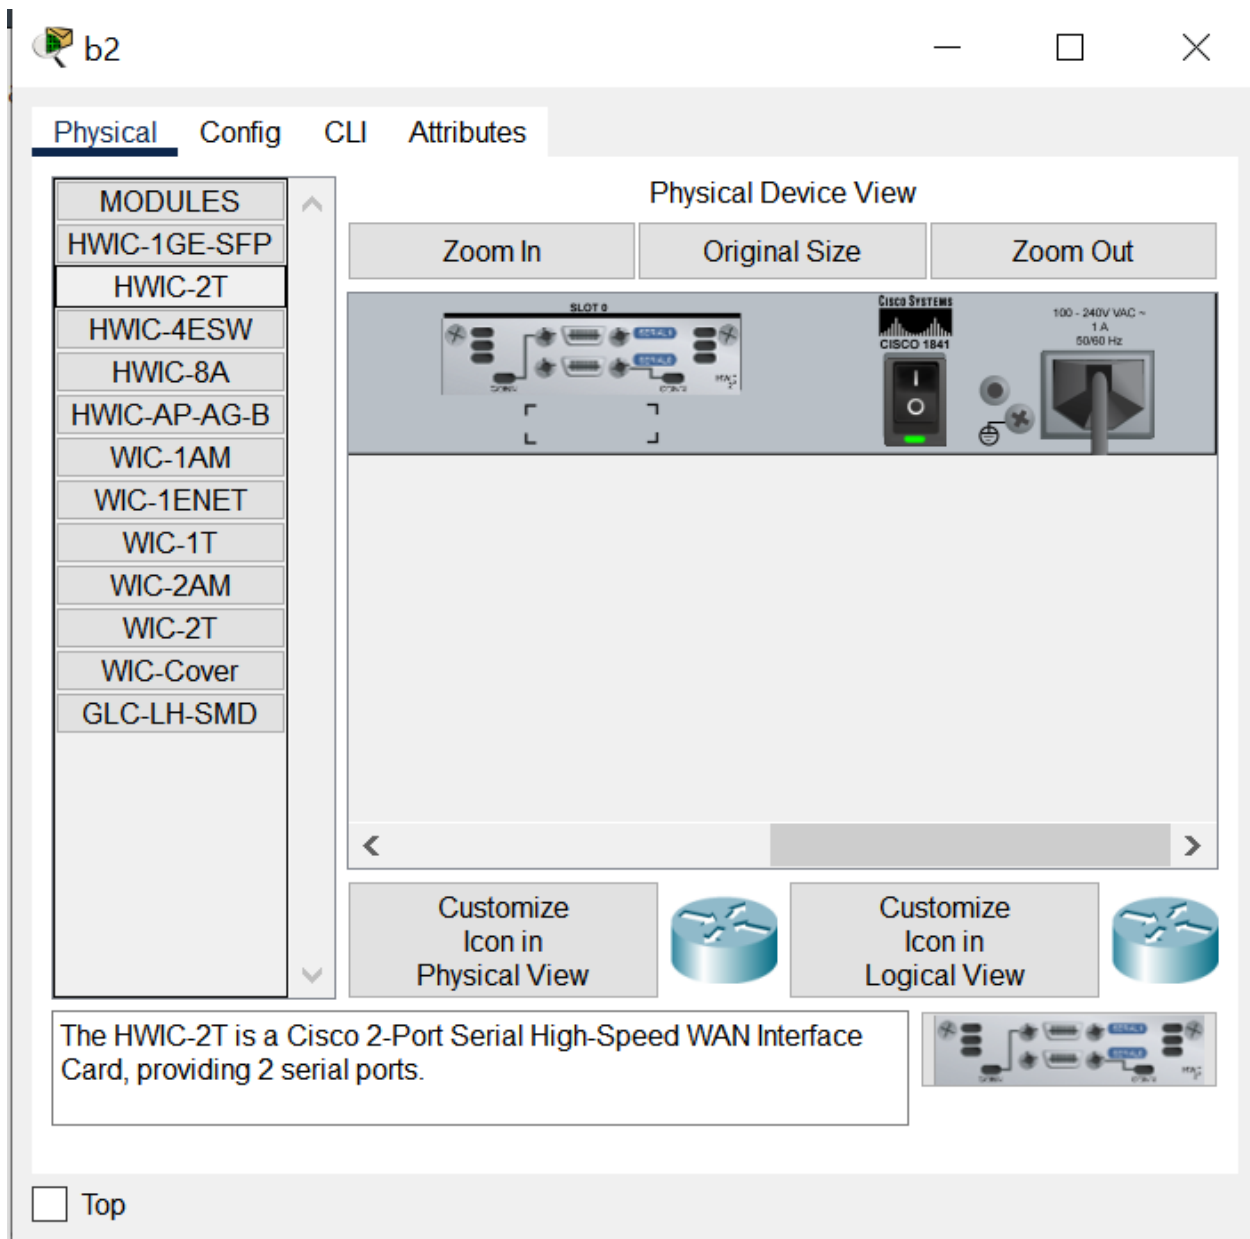 b2
Physical Config CLI Attributes
MODULES
HWIC-1GE-SFP
HWIC-2T
HWIC-4ESW
HWIC-8A
HWIC-AP-AG-B
WIC-1AM
WIC-1ENET
WIC-1T
WIC-2AM
WIC-2T
WIC-Cover
GLC-LH-SMD
Physical Device View
Zoom In Original Size Zoom Out
SLOT 0
CISCO SYSTEMS
CISCO 1841
100 - 240V VAC ~
1 A
50/60 Hz
I
O
Customize
Icon in
Physical View
Customize
Icon in
Logical View
The HWIC-2T is a Cisco 2-Port Serial High-Speed WAN Interface
Card, providing 2 serial ports.
Top